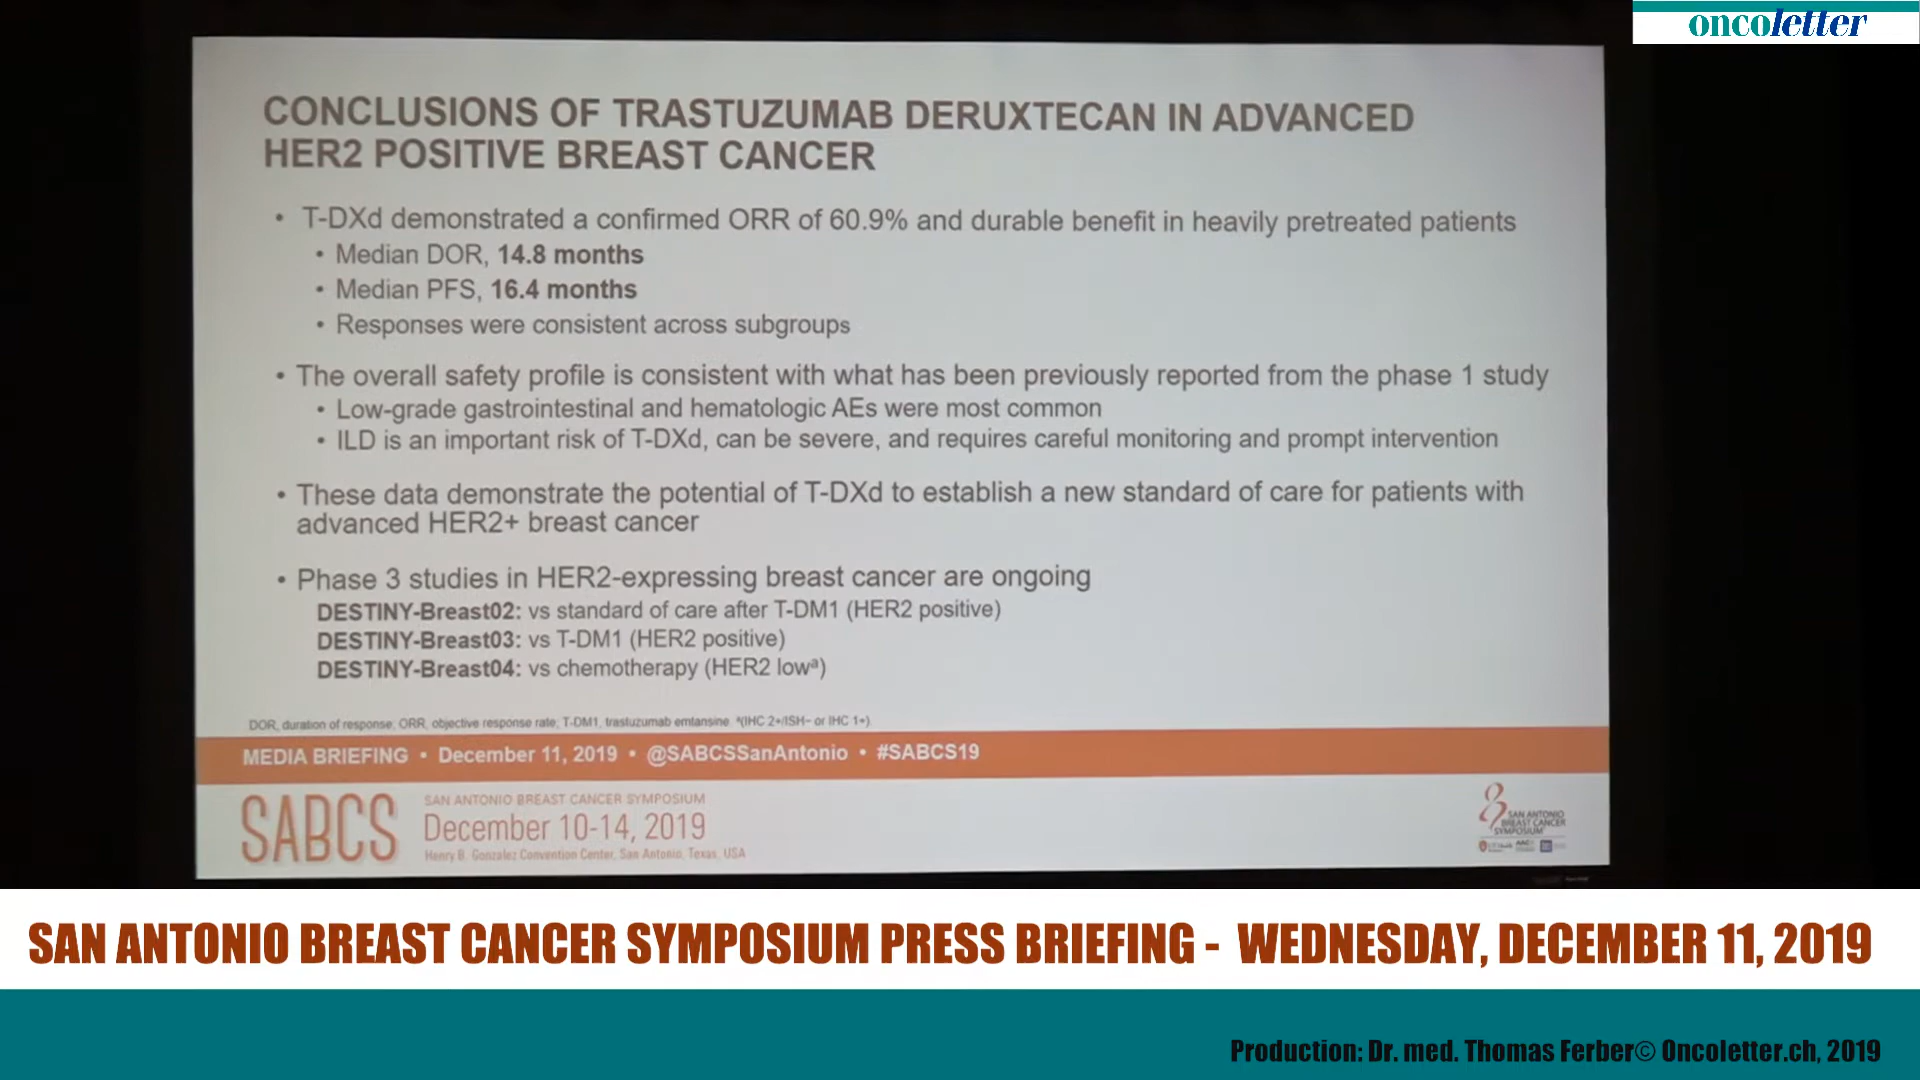 oncoletter
CONCLUSIONS OF TRASTUZUMAB DERUXTECAN IN ADVANCED
HER2 POSITIVE BREAST CANCER
• T-DXd demonstrated a confirmed ORR of 60.9% and durable benefit in heavily pretreated patients
• Median DOR, 14.8 months
• Median PFS, 16.4 months
• Responses were consistent across subgroups
• The overall safety profile is consistent with what has been previously reported from the phase 1 study
• Low-grade gastrointestinal and hematologic AEs were most common
• ILD is an important risk of T-DXd, can be severe, and requires careful monitoring and prompt intervention
• These data demonstrate the potential of T-DXd to establish a new standard of care for patients with
advanced HER2+ breast cancer
• Phase 3 studies in HER2-expressing breast cancer are ongoing
DESTINY-Breast02: vs standard of care after T-DM1 (HER2 positive)
DESTINY-Breast03: vs T-DM1 (HER2 positive)
DESTINY-Breast04: vs chemotherapy (HER2 lowᵃ)
DOR, duration of response; ORR, objective response rate; T-DM1, trastuzumab emtansine. ᵃ(IHC 2+/ISH− or IHC 1+).
MEDIA BRIEFING • December 11, 2019 • @SABCSSanAntonio • #SABCS19
SABCS
SAN ANTONIO BREAST CANCER SYMPOSIUM
December 10-14, 2019
Henry B. Gonzalez Convention Center, San Antonio, Texas, USA
SAN ANTONIO
BREAST CANCER
SYMPOSIUM
SAN ANTONIO BREAST CANCER SYMPOSIUM PRESS BRIEFING - WEDNESDAY, DECEMBER 11, 2019
Production: Dr. med. Thomas Ferber© Oncoletter.ch, 2019